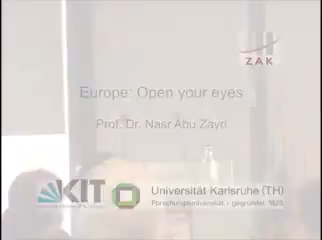 ZAK
Europe: Open your eyes
Prof. Dr. Nasr Abu Zayd
KIT
Universität Karlsruhe (TH)
Forschungsuniversität • gegründet 1825